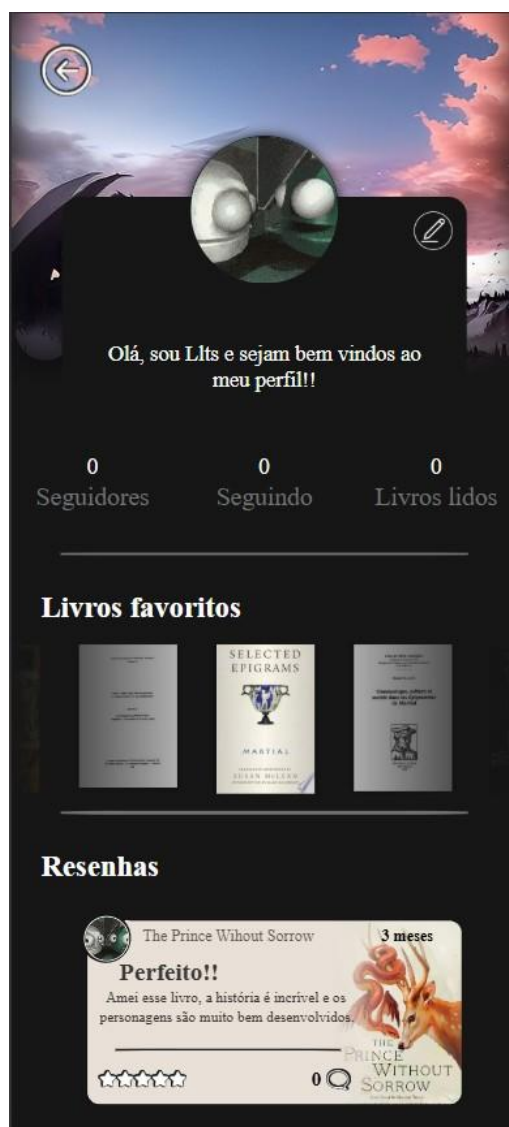 Olá, sou Llts e sejam bem vindos ao
meu perfil!!
0
Seguidores
0
Seguindo
0
Livros lidos
Livros favoritos
SELECTED
EPIGRAMS
MARTIAL
SUSAN McLEAN
Resenhas
The Prince Wihout Sorrow
3 meses
Perfeito!!
Amei esse livro, a história é incrível e os
personagens são muito bem desenvolvidos.
0
THE
PRINCE
WITHOUT
SORROW